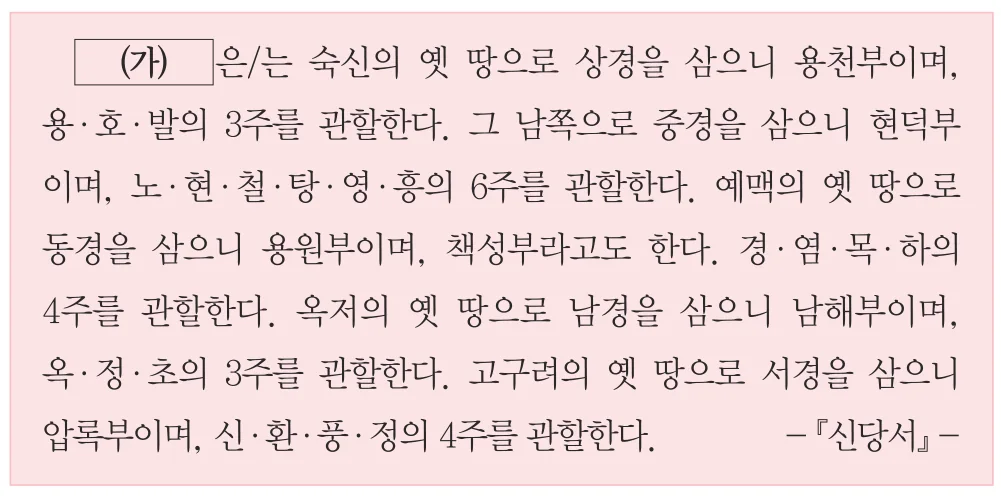 (가) 은/는 숙신의 옛 땅으로 상경을 삼으니 용천부이며,
용·호·발의 3주를 관할한다. 그 남쪽으로 중경을 삼으니 현덕부
이며, 노·현·철·탕·영·흥의 6주를 관할한다. 예맥의 옛 땅으로
동경을 삼으니 용원부이며, 책성부라고도 한다. 경·염·목·하의
4주를 관할한다. 옥저의 옛 땅으로 남경을 삼으니 남해부이며,
옥·정·초의 3주를 관할한다. 고구려의 옛 땅으로 서경을 삼으니
압록부이며, 신·환·풍·정의 4주를 관할한다. －『신당서』－